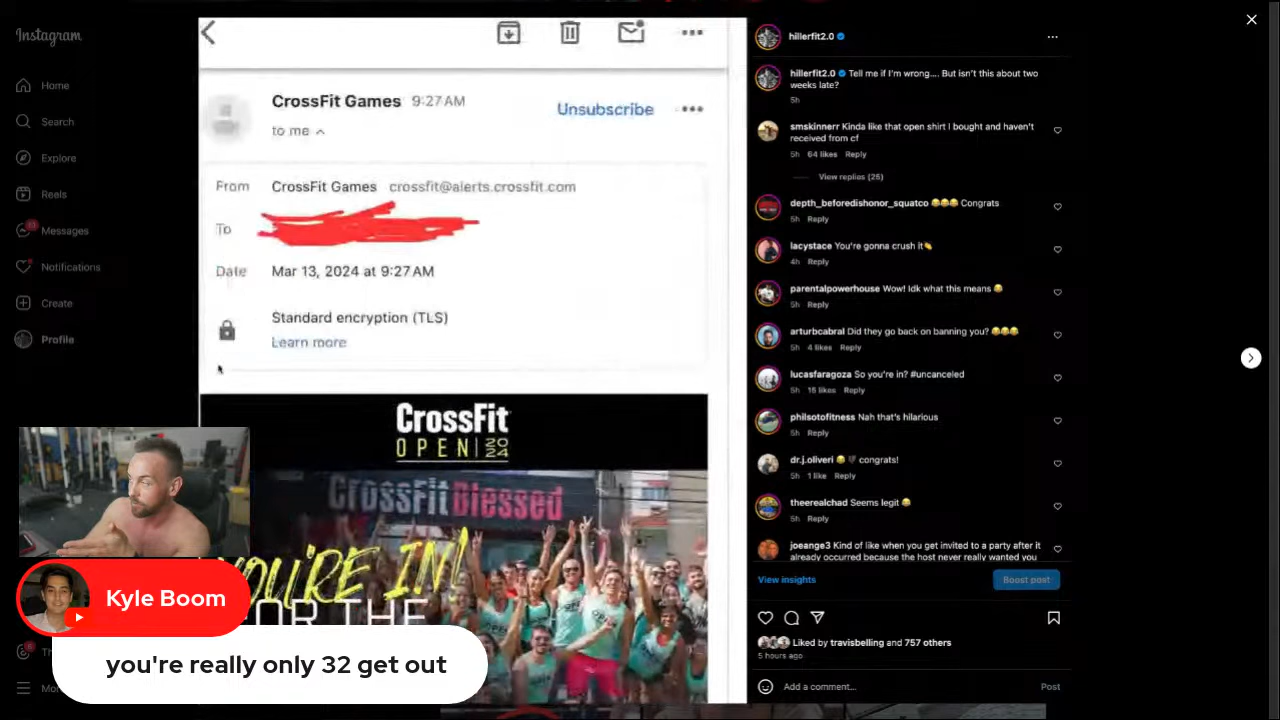 Instagram
Home
Search
Explore
Reels
Messages
Notifications
Create
Profile
CrossFit Games 9:27 AM
Unsubscribe
to me
From CrossFit Games crossfit@alerts.crossfit.com
To
Date Mar 13, 2024 at 9:27 AM
Standard encryption (TLS)
Learn more
CrossFit
OPEN 2024
CrossFitBlessed
YOU'RE IN!
FOR THE
Kyle Boom
you're really only 32 get out
hillerfit2.0
hillerfit2.0 Tell me if I'm wrong.... But isn't this about two
weeks late?
5h
smskinnerr Kinda like that open shirt I bought and haven't
received from cf
5h 64 likes Reply
View replies (25)
depth_beforedishonor_squatco 😂😂😂 Congrats
5h Reply
lacystace You're gonna crush it👏
4h Reply
parentalpowerhouse Wow! Idk what this means 😂
5h Reply
arturbcabral Did they go back on banning you? 😂😂😂
5h 4 likes Reply
lucasfaragoza So you're in? #uncanceled
5h 15 likes Reply
philsotofitness Nah that's hilarious
5h Reply
dr.j.oliveri congrats!
5h 1 like Reply
theerealchad Seems legit 😂
5h Reply
joeange3 Kind of like when you get invited to a party after it
already occurred because the host never really wanted you
View insights
Boost post
Liked by travisbelling and 757 others
5 hours ago
Add a comment...
Post